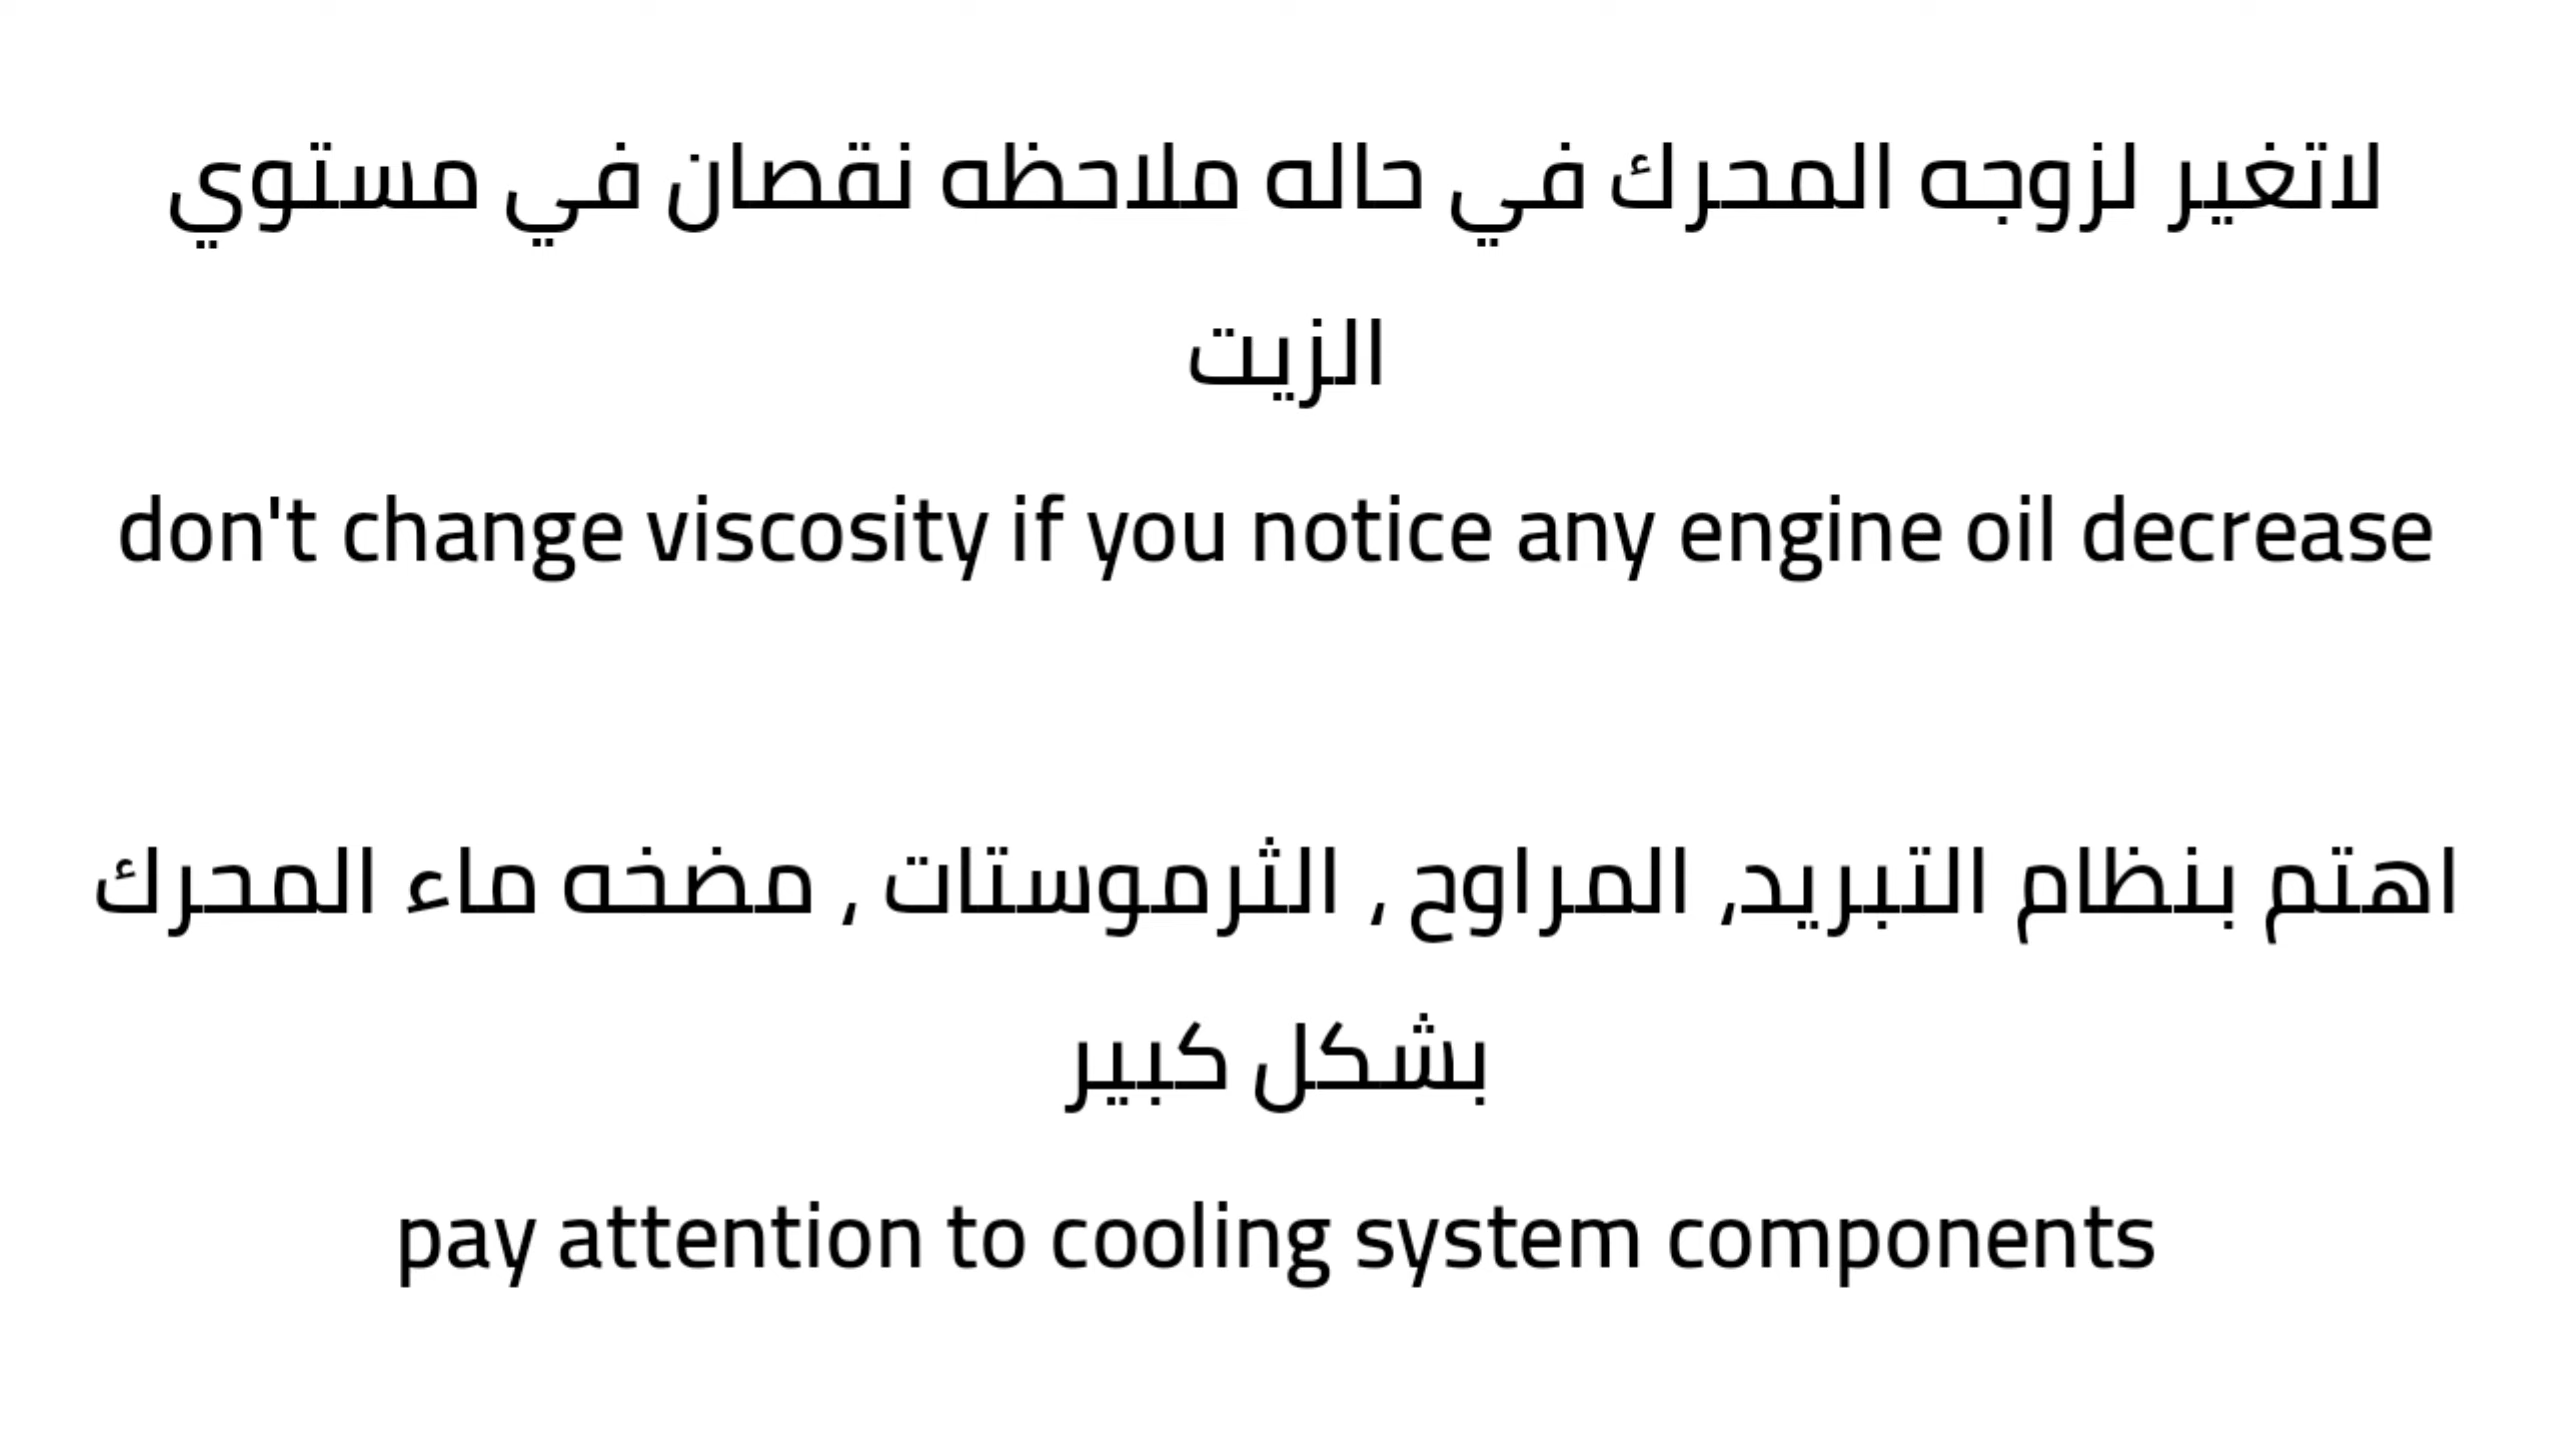 لاتغير لزوجه المحرك في حاله ملاحظه نقصان في مستوي
الزيت
don't change viscosity if you notice any engine oil decrease
اهتم بنظام التبريد، المراوح ، الثرموستات ، مضخه ماء المحرك
بشكل كبير
pay attention to cooling system components